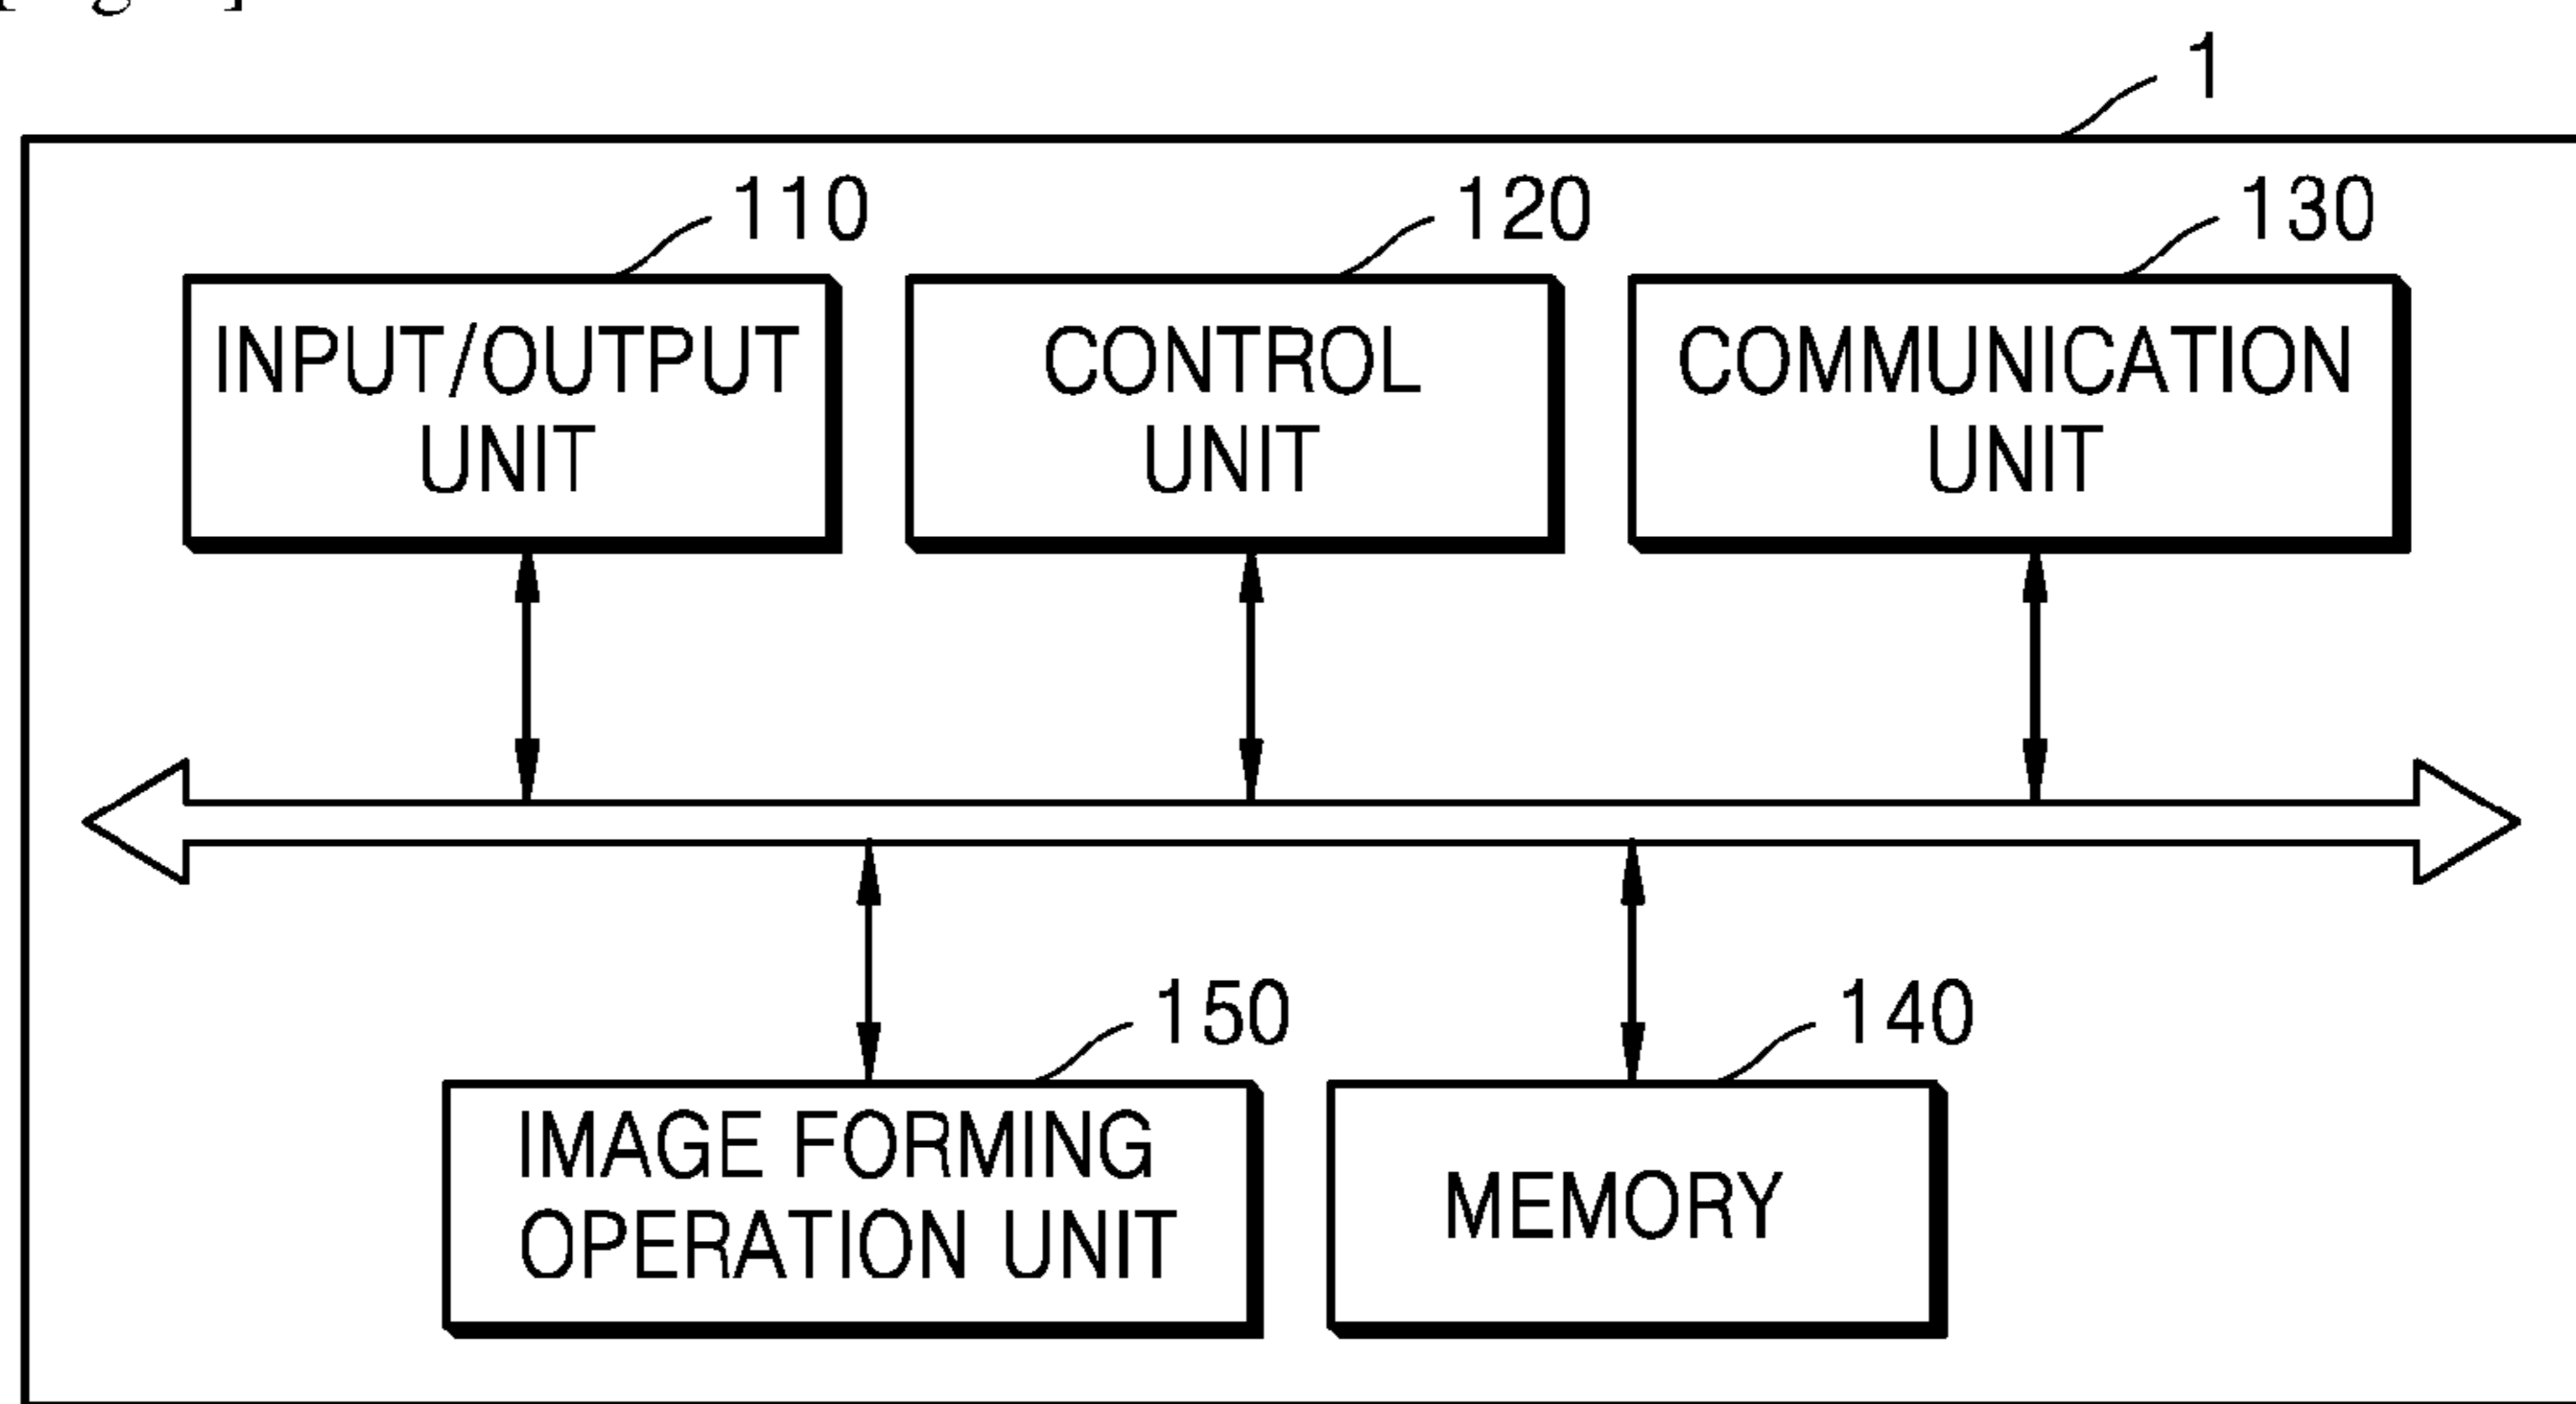 1
110
120
130
INPUT/OUTPUT
UNIT
CONTROL
UNIT
COMMUNICATION
UNIT
150
140
IMAGE FORMING
OPERATION UNIT
MEMORY